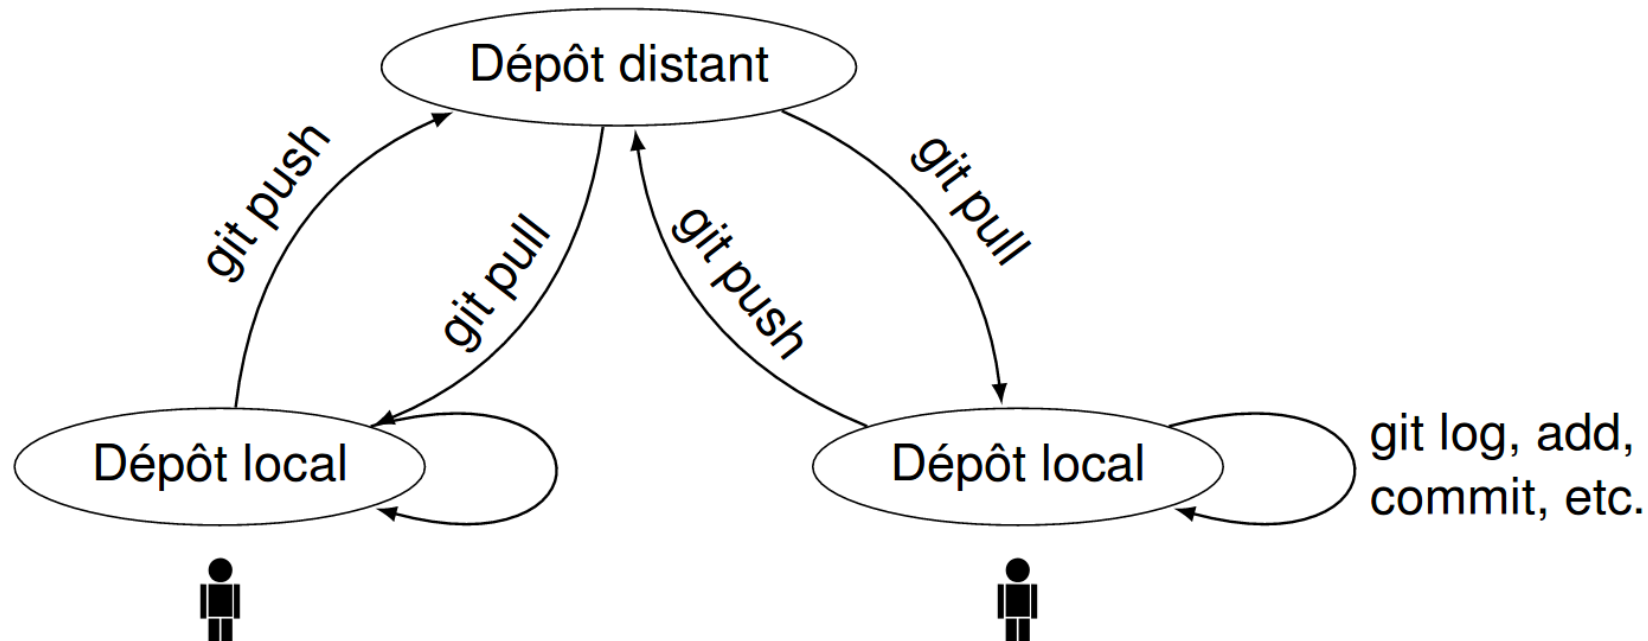 Dépôt distant
git push
git pull
git push
git pull
Dépôt local
Dépôt local
git log, add,
commit, etc.